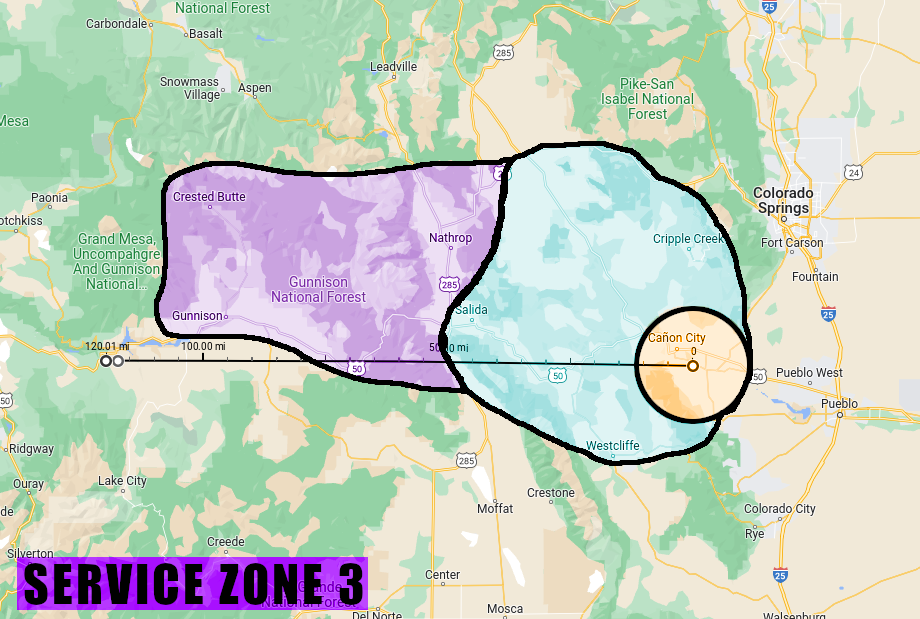 National Forest
25
Carbondale
Basalt
285
Leadville
Snowmass
Village
Aspen
Pike-San
Isabel National
Forest
Mesa
24
Paonia
Crested Butte
Colorado
Springs
otchkiss
Grand Mesa,
Uncompahgre
And Gunnison
National...
Nathrop
Cripple Creek
Fort Carson
Fountain
Gunnison
National Forest
285
Gunnison
Salida
25
120.01 mi
100.00 mi
Cañon City
0
50
50
50
Pueblo West
50
Pueblo
Westcliffe
Ridgway
285
Ouray
Lake City
Crestone
Moffat
Colorado City
de
Rye
Creede
Silverton
SERVICE ZONE 3
Center
25
National Forest
Del Norte
Mosca
Walsenburg